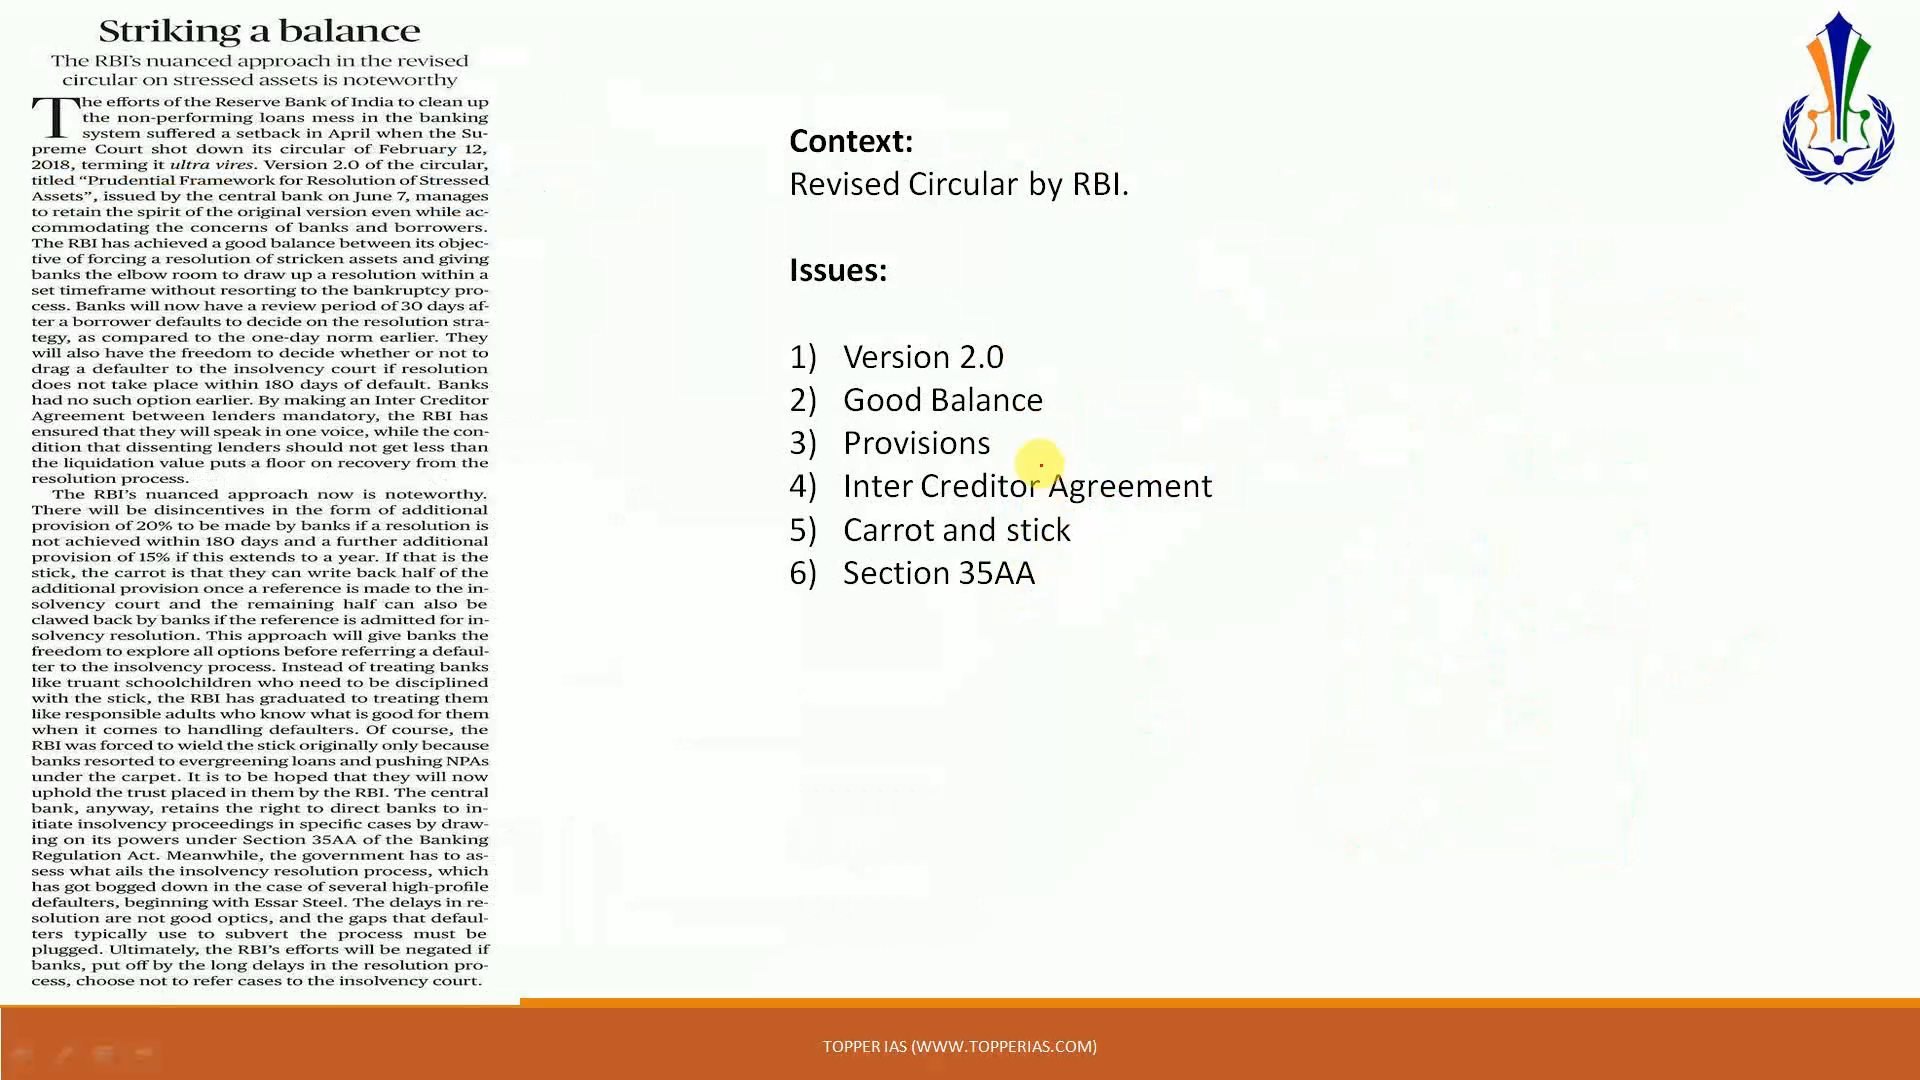 Striking a balance
The RBI's nuanced approach in the revised
circular on stressed assets is noteworthy
The efforts of the Reserve Bank of India to clean up
the non-performing loans mess in the banking
system suffered a setback in April when the Su-
preme Court shot down its circular of February 12,
2018, terming it ultra vires. Version 2.0 of the circular,
titled “Prudential Framework for Resolution of Stressed
Assets”, issued by the central bank on June 7, manages
to retain the spirit of the original version even while ac-
commodating the concerns of banks and borrowers.
The RBI has achieved a good balance between its objec-
tive of forcing a resolution of stricken assets and giving
banks the elbow room to draw up a resolution within a
set timeframe without resorting to the bankruptcy pro-
cess. Banks will now have a review period of 30 days af-
ter a borrower defaults to decide on the resolution stra-
tegy, as compared to the one-day norm earlier. They
will also have the freedom to decide whether or not to
drag a defaulter to the insolvency court if resolution
does not take place within 180 days of default. Banks
had no such option earlier. By making an Inter Creditor
Agreement between lenders mandatory, the RBI has
ensured that they will speak in one voice, while the con-
dition that dissenting lenders should not get less than
the liquidation value puts a floor on recovery from the
resolution process.
The RBI's nuanced approach now is noteworthy.
There will be disincentives in the form of additional
provision of 20% to be made by banks if a resolution is
not achieved within 180 days and a further additional
provision of 15% if this extends to a year. If that is the
stick, the carrot is that they can write back half of the
additional provision once a reference is made to the in-
solvency court and the remaining half can also be
clawed back by banks if the reference is admitted for in-
solvency resolution. This approach will give banks the
freedom to explore all options before referring a defaul-
ter to the insolvency process. Instead of treating banks
like truant schoolchildren who need to be disciplined
with the stick, the RBI has graduated to treating them
like responsible adults who know what is good for them
when it comes to handling defaulters. Of course, the
RBI was forced to wield the stick originally only because
banks resorted to evergreening loans and pushing NPAs
under the carpet. It is to be hoped that they will now
uphold the trust placed in them by the RBI. The central
bank, anyway, retains the right to direct banks to in-
itiate insolvency proceedings in specific cases by draw-
ing on its powers under Section 35AA of the Banking
Regulation Act. Meanwhile, the government has to as-
sess what ails the insolvency resolution process, which
has got bogged down in the case of several high-profile
defaulters, beginning with Essar Steel. The delays in re-
solution are not good optics, and the gaps that defaul-
ters typically use to subvert the process must be
plugged. Ultimately, the RBI's efforts will be negated if
banks, put off by the long delays in the resolution pro-
cess, choose not to refer cases to the insolvency court.
Context:
Revised Circular by RBI.
Issues:
1) Version 2.0
2) Good Balance
3) Provisions
4) Inter Creditor Agreement
5) Carrot and stick
6) Section 35AA
TOPPER IAS (WWW.TOPPERIAS.COM)